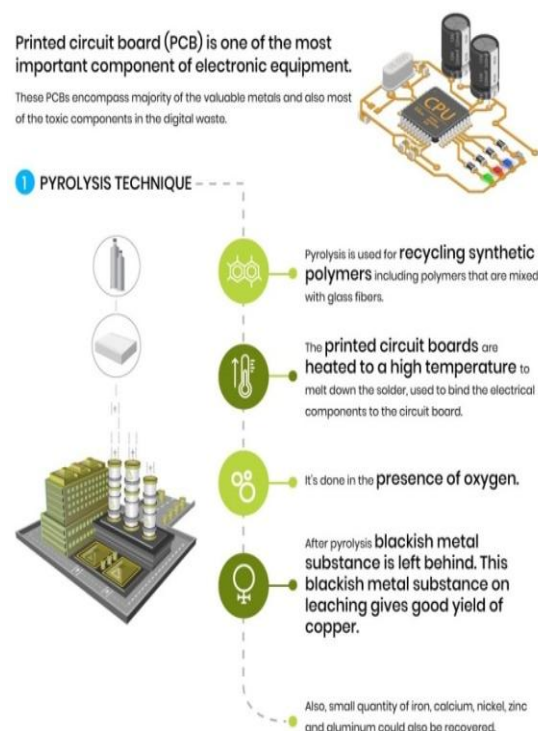 Printed circuit board (PCB) is one of the most
important component of electronic equipment.
These PCBs encompass majority of the valuable metals and also most
of the toxic components in the digital waste.
CPU
1 PYROLYSIS TECHNIQUE
Pyrolysis is used for recycling synthetic
polymers including polymers that are mixed
with glass fibers.
The printed circuit boards are
heated to a high temperature to
melt down the solder, used to bind the electrical
components to the circuit board.
It's done in the presence of oxygen.
After pyrolysis blackish metal
substance is left behind. This
blackish metal substance on
leaching gives good yield of
copper.
Also, small quantity of iron, calcium, nickel, zinc
and aluminum could also be recovered.